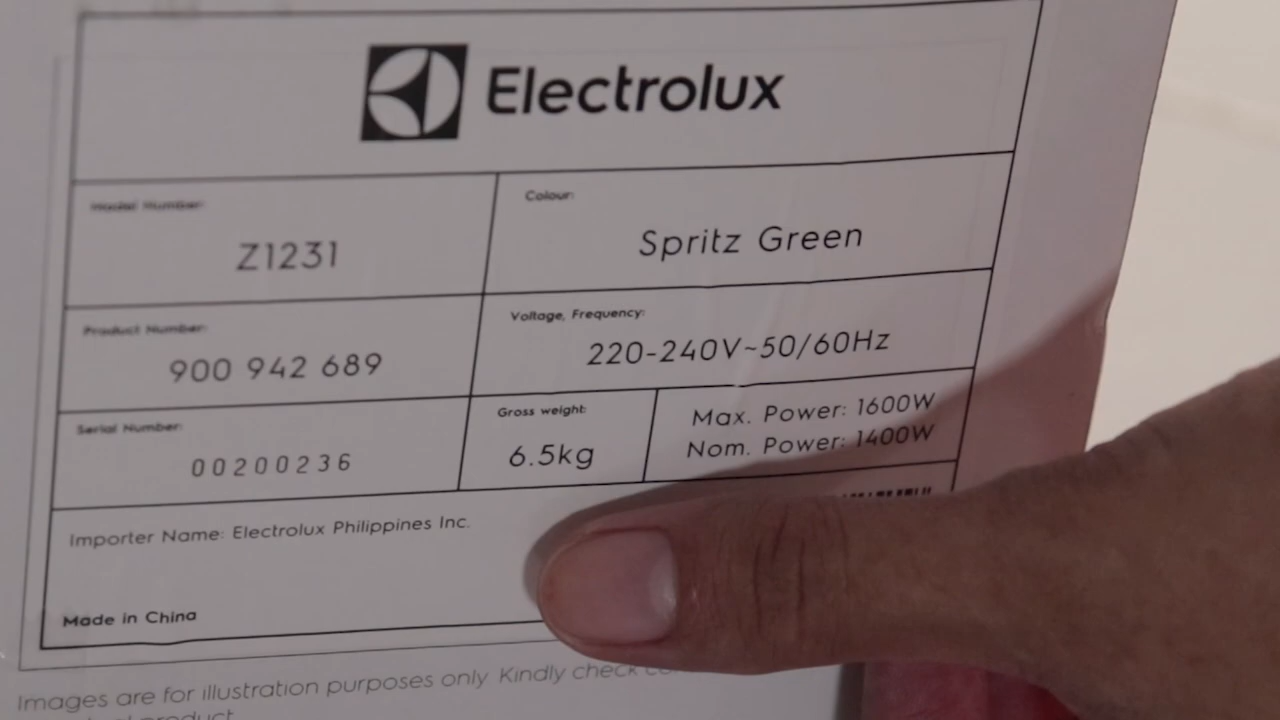 Electrolux
Model Number:
Z1231
Colour:
Spritz Green
Product Number:
900 942 689
Voltage, Frequency:
220-240V~50/60Hz
Serial Number:
00200236
Gross weight:
6.5kg
Max. Power: 1600W
Nom. Power: 1400W
Importer Name: Electrolux Philippines Inc.
Made in China
Images are for illustration purposes only Kindly check
product